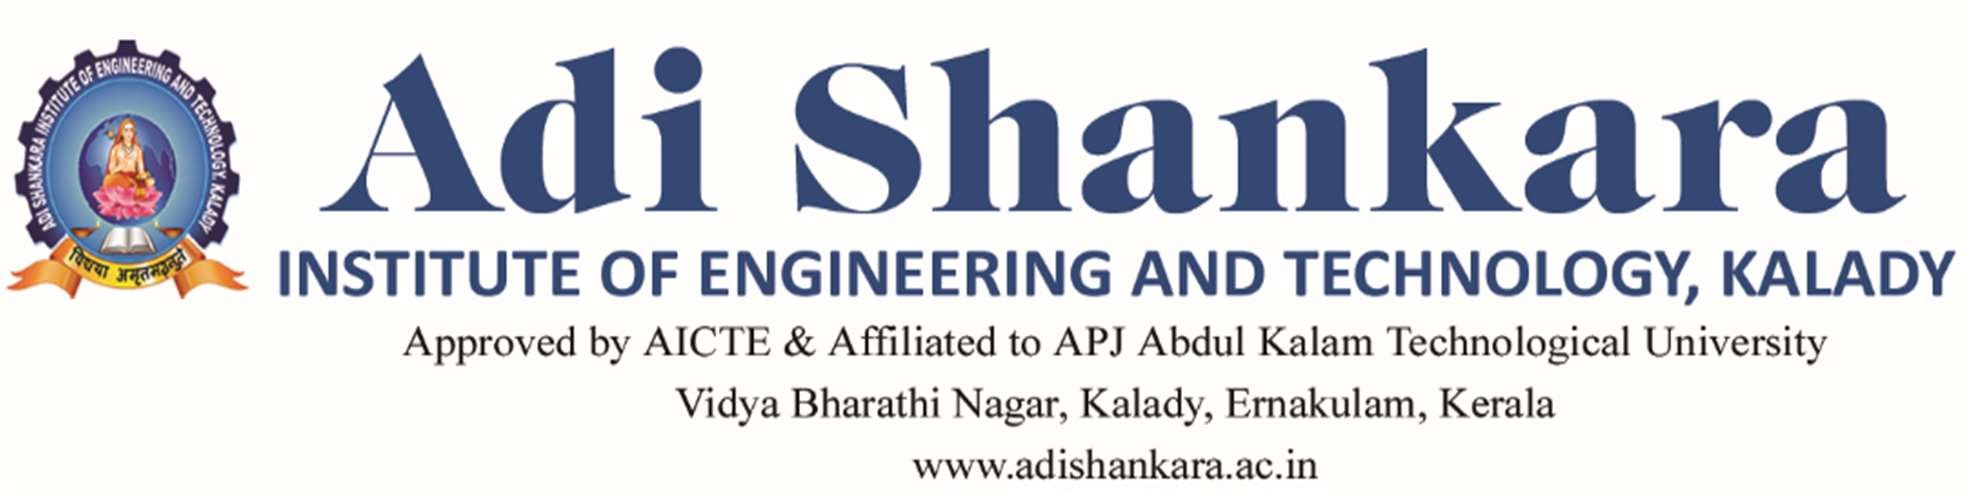 ADI SHANKARA INSTITUTE OF ENGINEERING AND TECHNOLOGY, KALADY
विद्यया अमृतमश्नुते
Adi Shankara
INSTITUTE OF ENGINEERING AND TECHNOLOGY, KALADY
Approved by AICTE & Affiliated to APJ Abdul Kalam Technological University
Vidya Bharathi Nagar, Kalady, Ernakulam, Kerala
www.adishankara.ac.in